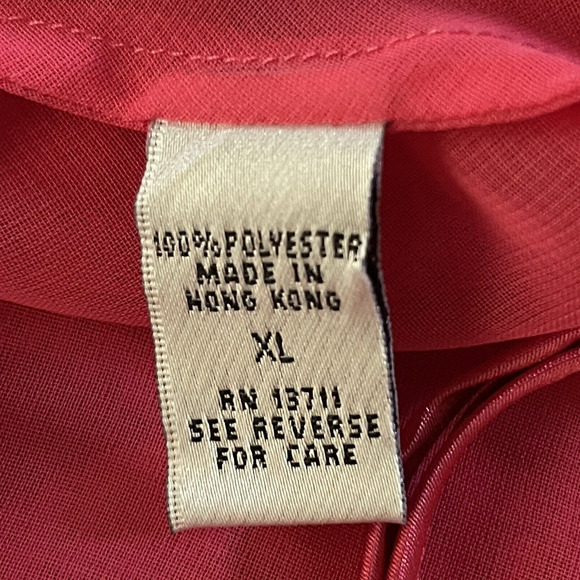 100% POLYESTER
MADE IN
HONG KONG
XL
RN 13711
SEE REVERSE
FOR CARE